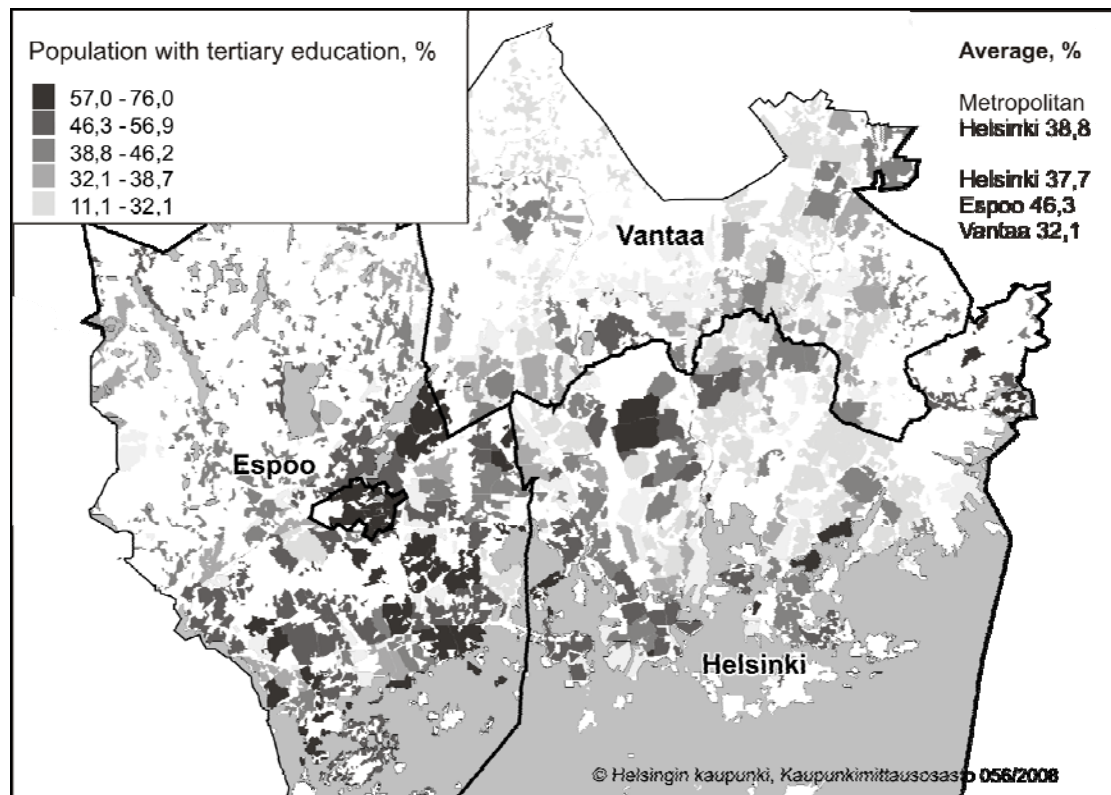 Population with tertiary education, %
57,0 - 76,0
46,3 - 56,9
38,8 - 46,2
32,1 - 38,7
11,1 - 32,1
Average, %
Metropolitan
Helsinki 38,8
Helsinki 37,7
Espoo 46,3
Vantaa 32,1
Vantaa
Espoo
Helsinki
© Helsingin kaupunki, Kaupunkimittausosasto 056/2008